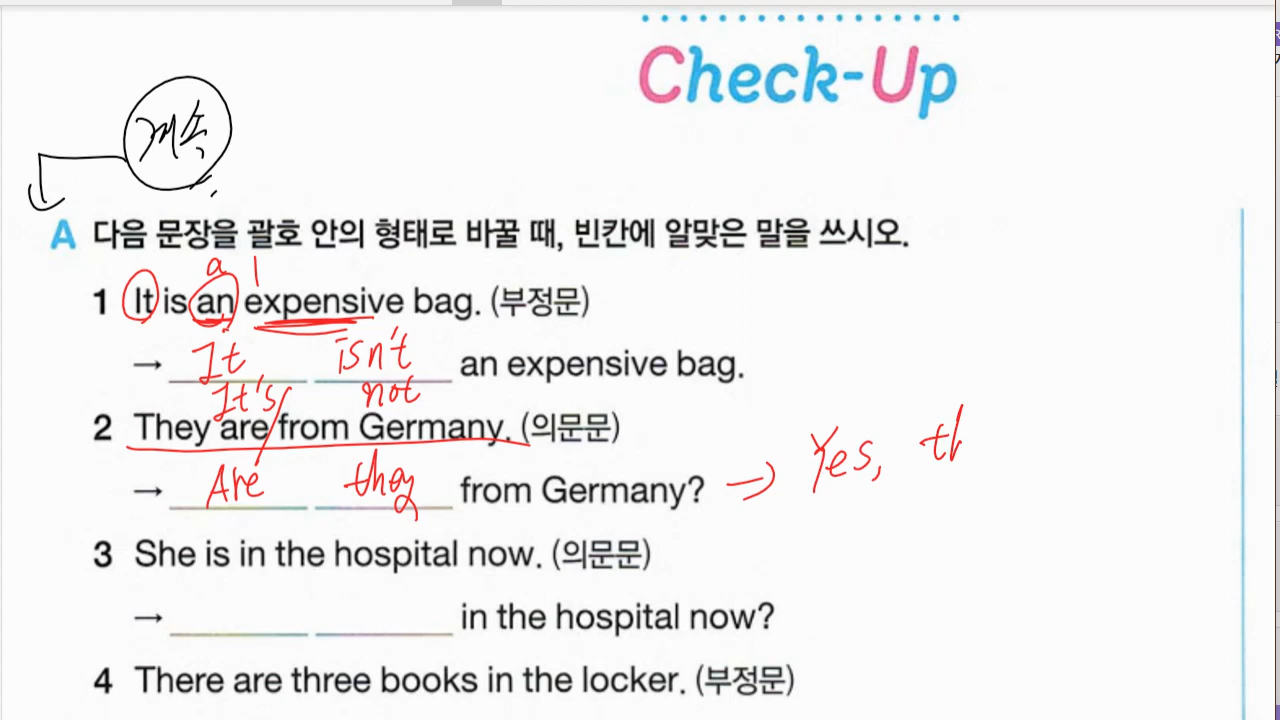 Check-Up
계속
A 다음 문장을 괄호 안의 형태로 바꿀 때, 빈칸에 알맞은 말을 쓰시오.
a
1 It is an expensive bag. (부정문)
→ It isn't an expensive bag.
It's not
2 They are from Germany. (의문문)
→ Are they from Germany? → Yes, th
3 She is in the hospital now. (의문문)
→ in the hospital now?
4 There are three books in the locker. (부정문)